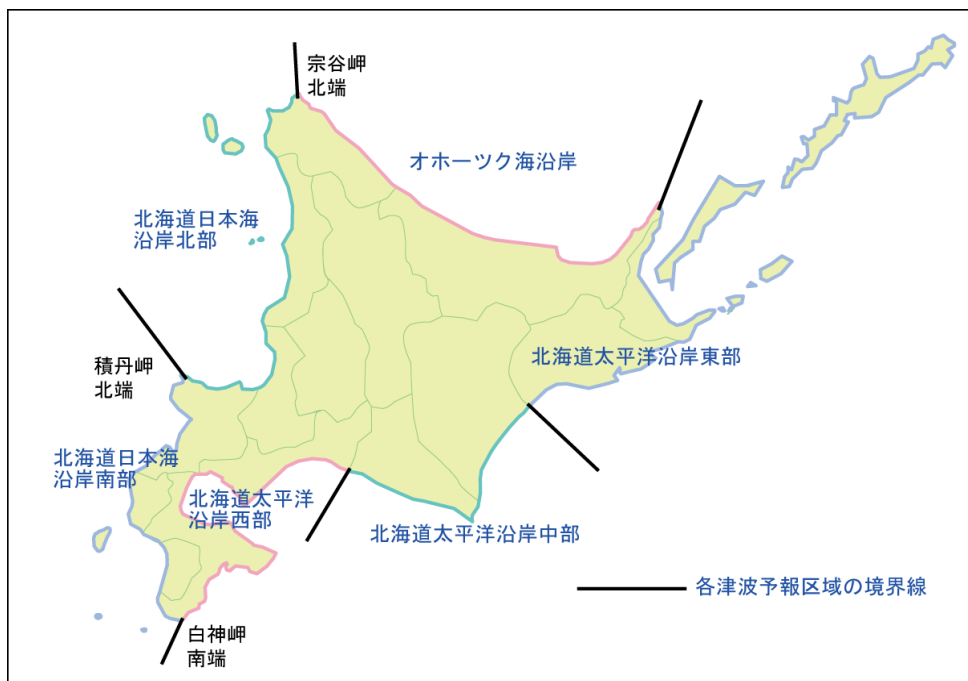 宗谷岬
北端
オホーツク海沿岸
北海道日本海
沿岸北部
積丹岬
北端
北海道太平洋沿岸東部
北海道日本海
沿岸南部
北海道太平洋
沿岸西部
北海道太平洋沿岸中部
各津波予報区域の境界線
白神岬
南端